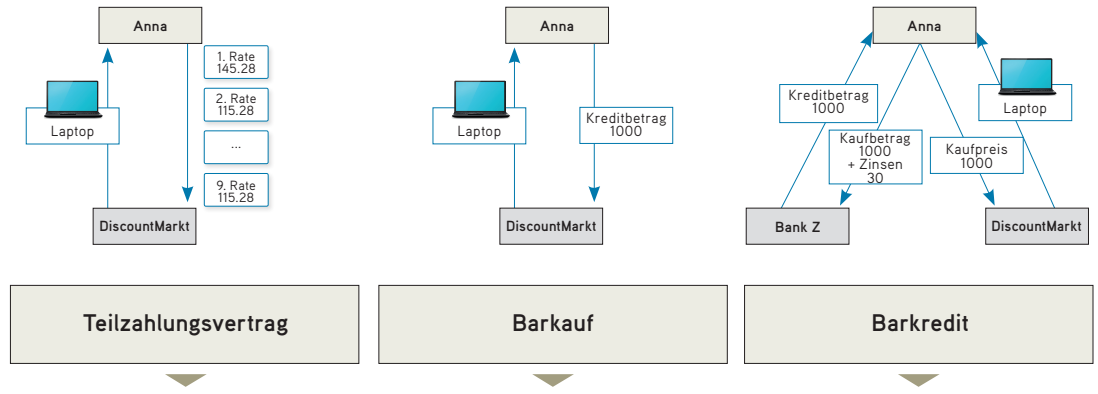 Anna
1. Rate
145.28
2. Rate
115.28
...
9. Rate
115.28
Laptop
DiscountMarkt
Anna
Laptop
Kreditbetrag
1000
DiscountMarkt
Anna
Kreditbetrag
1000
Kaufbetrag
1000
+ Zinsen
30
Kaufpreis
1000
Laptop
Bank Z
DiscountMarkt
Teilzahlungsvertrag
Barkauf
Barkredit